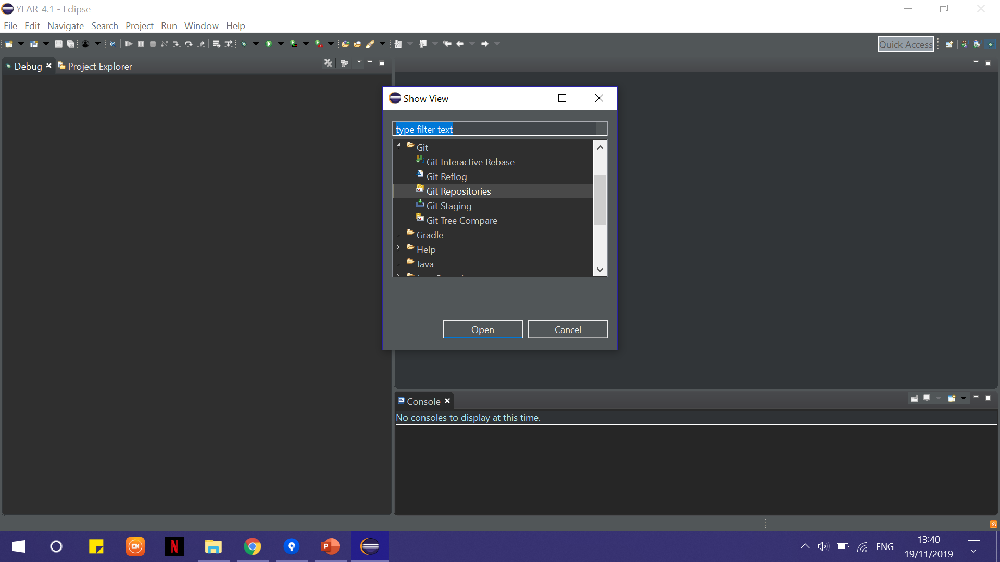 YEAR_4.1 - Eclipse
File Edit Navigate Search Project Run Window Help
Quick Access
Debug
Project Explorer
Show View
type filter text
Git
Git Interactive Rebase
Git Reflog
Git Repositories
Git Staging
Git Tree Compare
Gradle
Help
Java
Open Cancel
Console
No consoles to display at this time.
ENG
13:40
19/11/2019